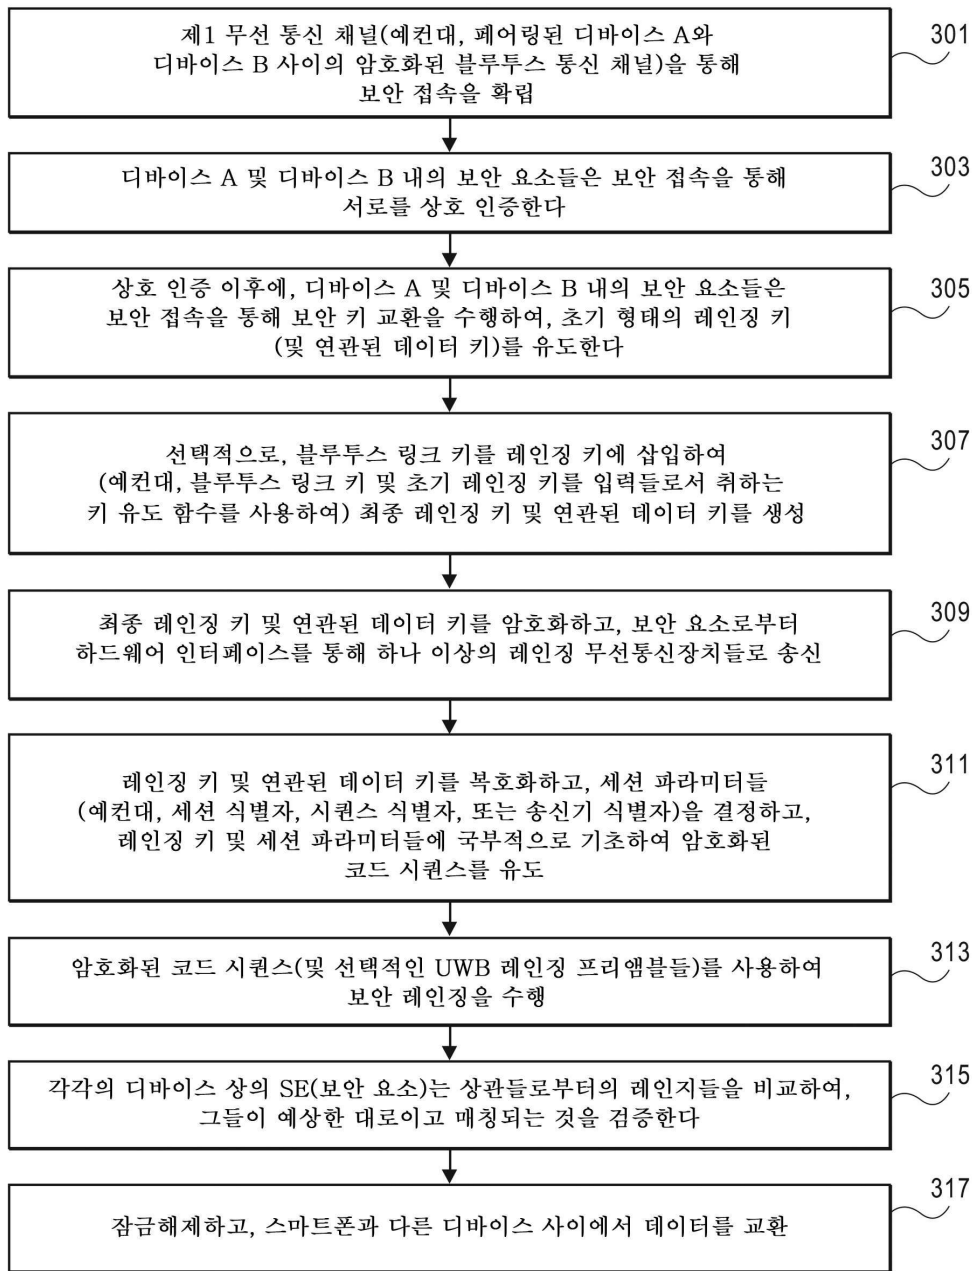 제1 무선 통신 채널(예컨대, 페어링된 디바이스 A와
디바이스 B 사이의 암호화된 블루투스 통신 채널)을 통해
보안 접속을 확립
301
디바이스 A 및 디바이스 B 내의 보안 요소들은 보안 접속을 통해
서로를 상호 인증한다
303
상호 인증 이후에, 디바이스 A 및 디바이스 B 내의 보안 요소들은
보안 접속을 통해 보안 키 교환을 수행하여, 초기 형태의 레인징 키
(및 연관된 데이터 키)를 유도한다
305
선택적으로, 블루투스 링크 키를 레인징 키에 삽입하여
(예컨대, 블루투스 링크 키 및 초기 레인징 키를 입력들로서 취하는
키 유도 함수를 사용하여) 최종 레인징 키 및 연관된 데이터 키를 생성
307
최종 레인징 키 및 연관된 데이터 키를 암호화하고, 보안 요소로부터
하드웨어 인터페이스를 통해 하나 이상의 레인징 무선통신장치들로 송신
309
레인징 키 및 연관된 데이터 키를 복호화하고, 세션 파라미터들
(예컨대, 세션 식별자, 시퀀스 식별자, 또는 송신기 식별자)을 결정하고,
레인징 키 및 세션 파라미터들에 국부적으로 기초하여 암호화된
코드 시퀀스를 유도
311
암호화된 코드 시퀀스(및 선택적인 UWB 레인징 프리앰블들)를 사용하여
보안 레인징을 수행
313
각각의 디바이스 상의 SE(보안 요소)는 상관들로부터의 레인지들을 비교하여,
그들이 예상한 대로이고 매칭되는 것을 검증한다
315
잠금해제하고, 스마트폰과 다른 디바이스 사이에서 데이터를 교환
317